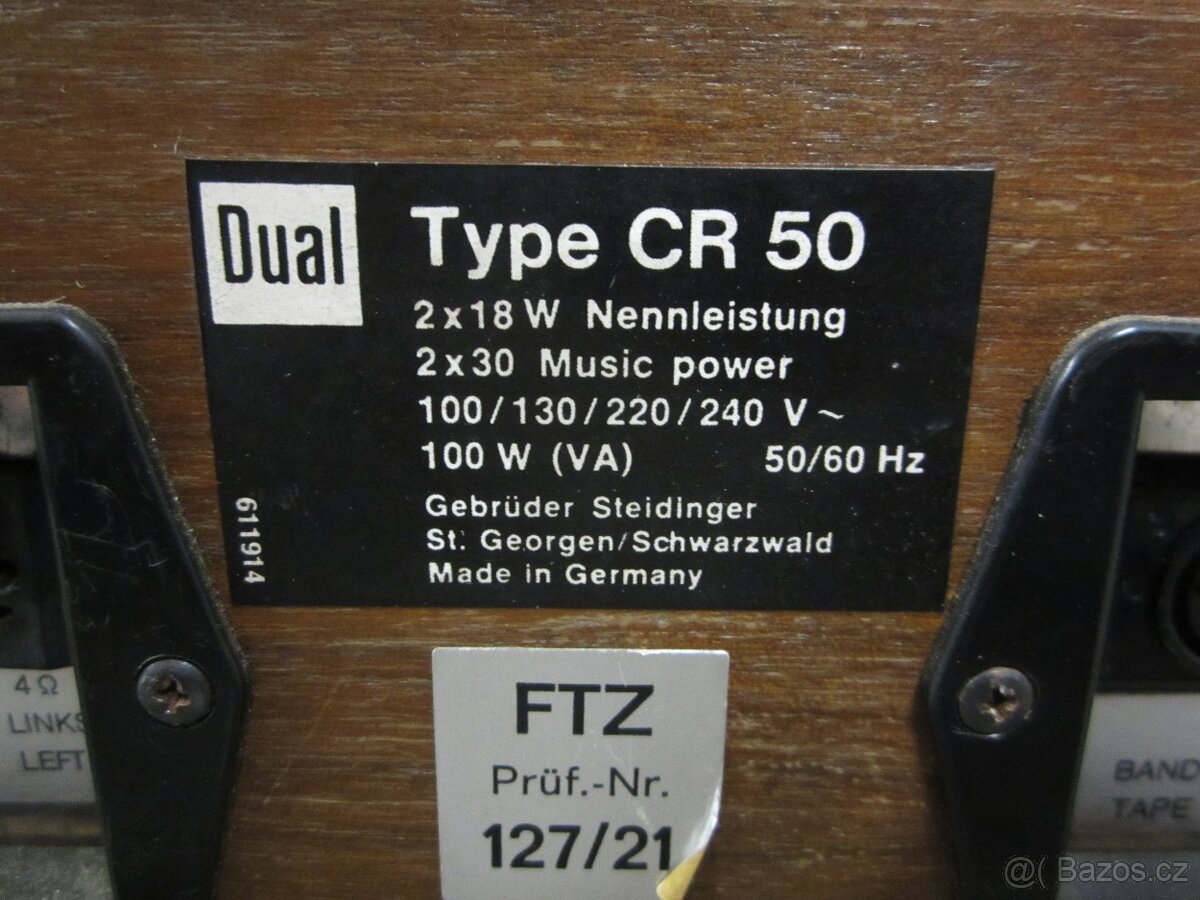 Dual
Type CR 50
2x18 W Nennleistung
2x30 Music power
100/130/220/240 V ~
100 W (VA) 50/60 Hz
Gebrüder Steidinger
St. Georgen/Schwarzwald
Made in Germany
611914
FTZ
Prüf.-Nr.
127/21
4 Ω
LINKS
LEFT
BAND
TAPE
@( Bazos.cz